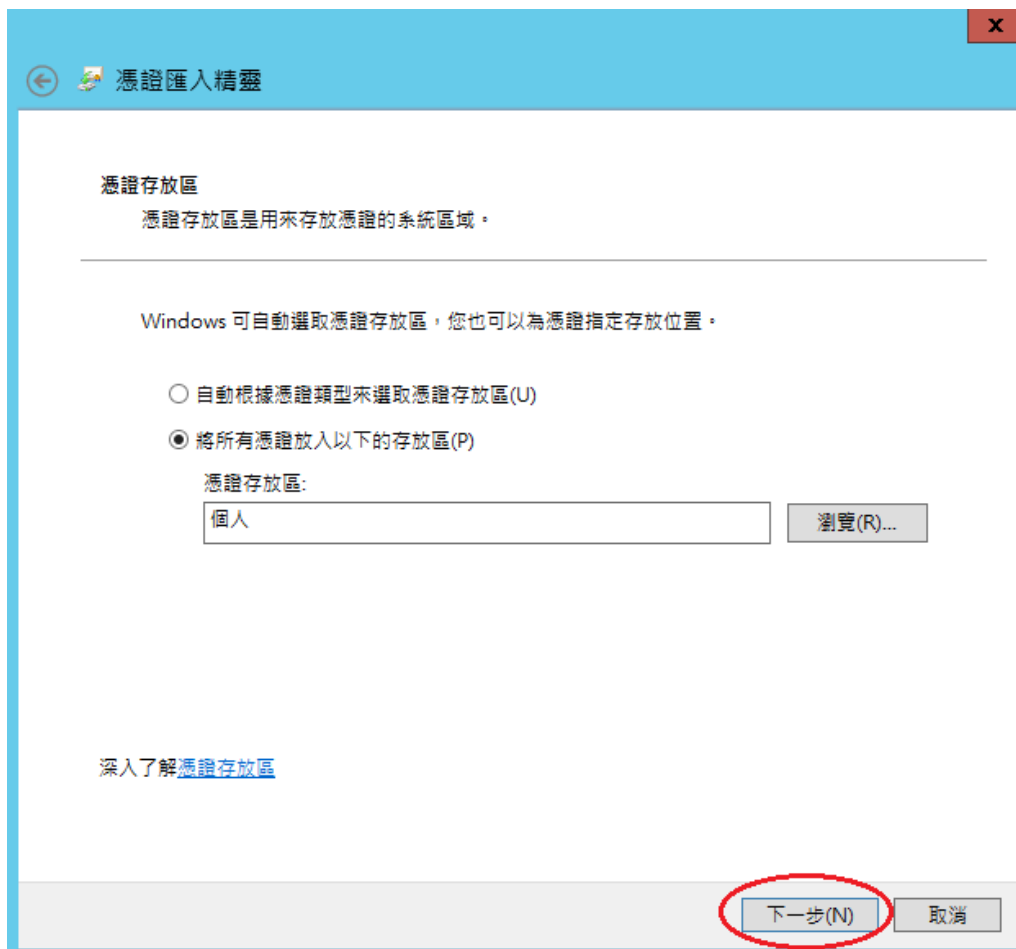 X
憑證匯入精靈
憑證存放區
憑證存放區是用來存放憑證的系統區域。
Windows 可自動選取憑證存放區，您也可以為憑證指定存放位置。
自動根據憑證類型來選取憑證存放區(U)
將所有憑證放入以下的存放區(P)
憑證存放區:
個人
瀏覽(R)...
深入了解憑證存放區
下一步(N)
取消